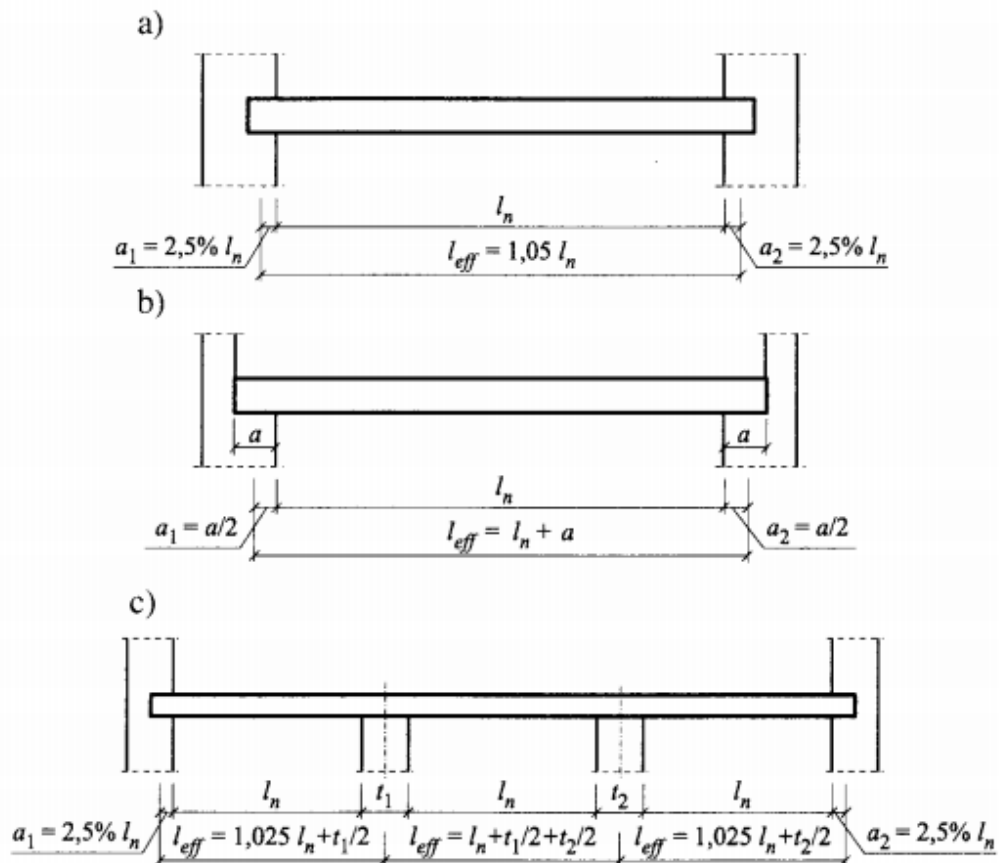 a)
l_n
a_1 = 2,5% l_n l_eff = 1,05 l_n a_2 = 2,5% l_n
b)
a a
l_n
a_1 = a/2 l_eff = l_n + a a_2 = a/2
c)
l_n t_1 l_n t_2 l_n
a_1 = 2,5% l_n l_eff = 1,025 l_n+t_1/2 l_eff = l_n+t_1/2+t_2/2 l_eff = 1,025 l_n+t_2/2 a_2 = 2,5% l_n